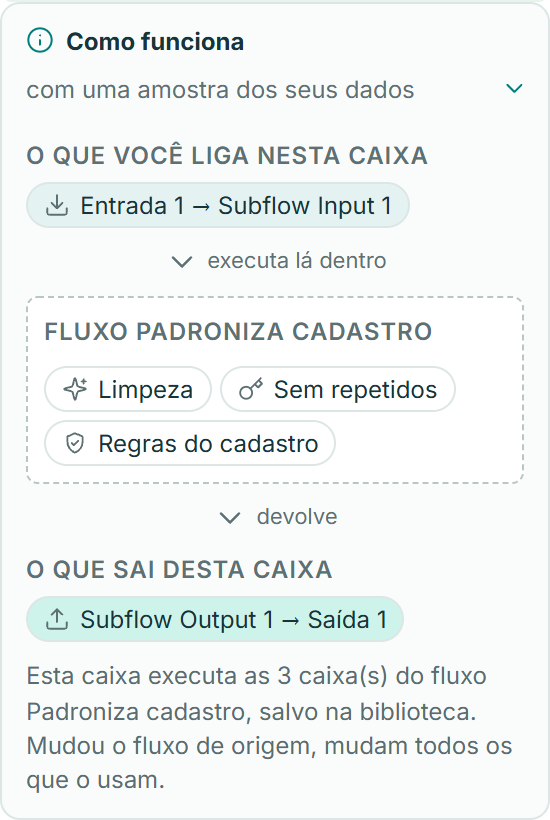 Como funciona
com uma amostra dos seus dados
O QUE VOCÊ LIGA NESTA CAIXA
Entrada 1 → Subflow Input 1
executa lá dentro
FLUXO PADRONIZA CADASTRO
Limpeza
Sem repetidos
Regras do cadastro
devolve
O QUE SAI DESTA CAIXA
Subflow Output 1 → Saída 1
Esta caixa executa as 3 caixa(s) do fluxo
Padroniza cadastro, salvo na biblioteca.
Mudou o fluxo de origem, mudam todos os
que o usam.